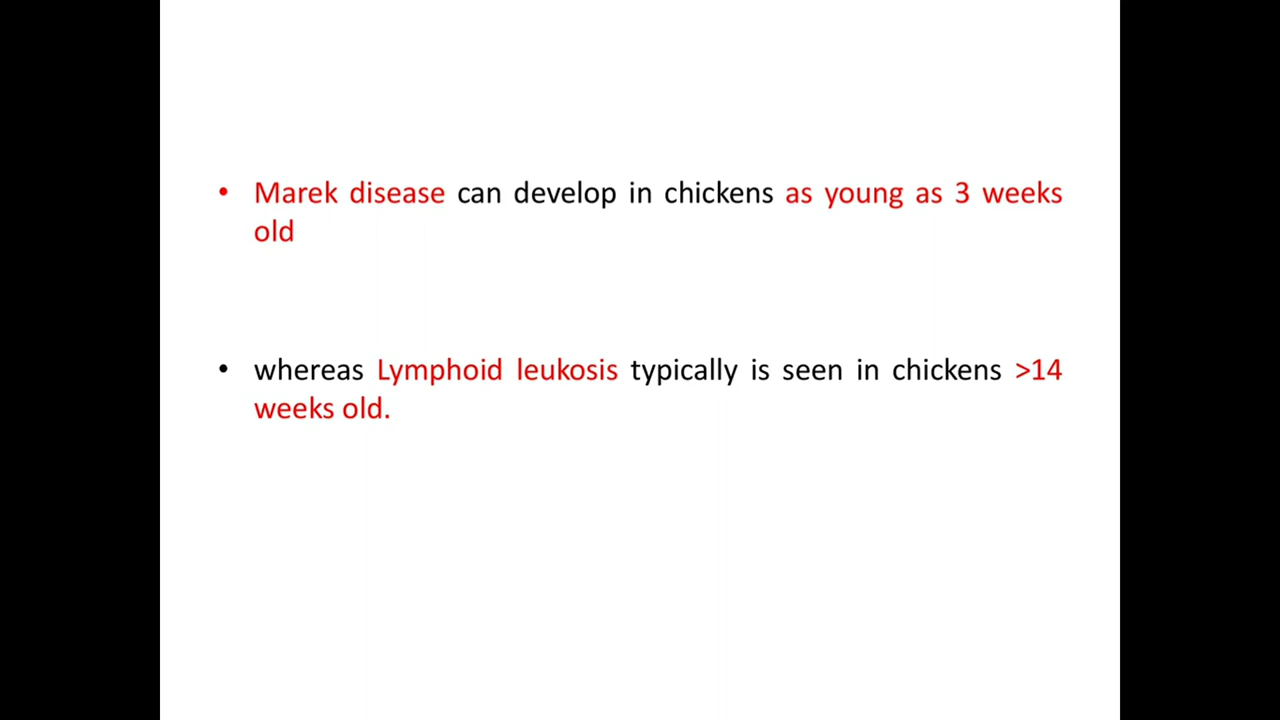 • Marek disease can develop in chickens as young as 3 weeks
old
• whereas Lymphoid leukosis typically is seen in chickens >14
weeks old.